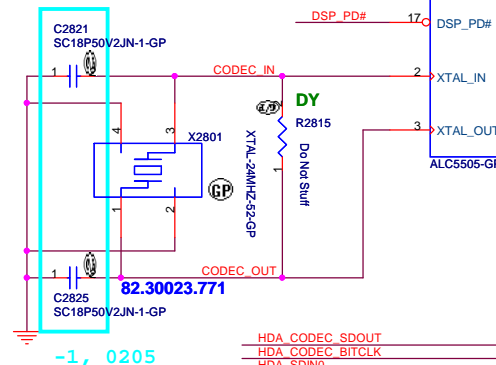 DSP_PD#
17
DSP_PD#
C2821
SC18P50V2JN-1-GP
1
CODEC_IN
2
XTAL_IN
DY
R2815
Do Not Stuff
1
4
3
X2801
XTAL-24MHZ-52-GP
GP
1
2
3
XTAL_OUT
ALC5505-GP
CODEC_OUT
1
C2825
SC18P50V2JN-1-GP
82.30023.771
-1, 0205
HDA_CODEC_SDOUT
HDA_CODEC_BITCLK
HDA_SDIN0